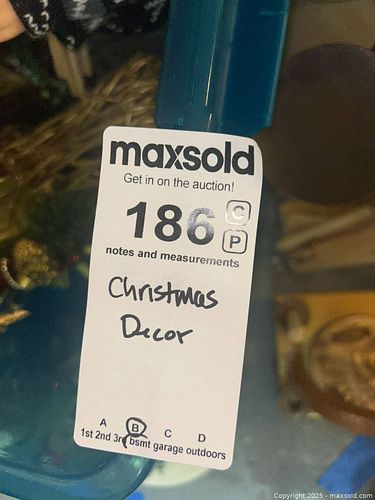 maxsold
Get in on the auction!
186 C
P
notes and measurements
Christmas
Decor
A B C D
1st 2nd 3rd bsmt garage outdoors
Copyright 2025 - maxsold.com